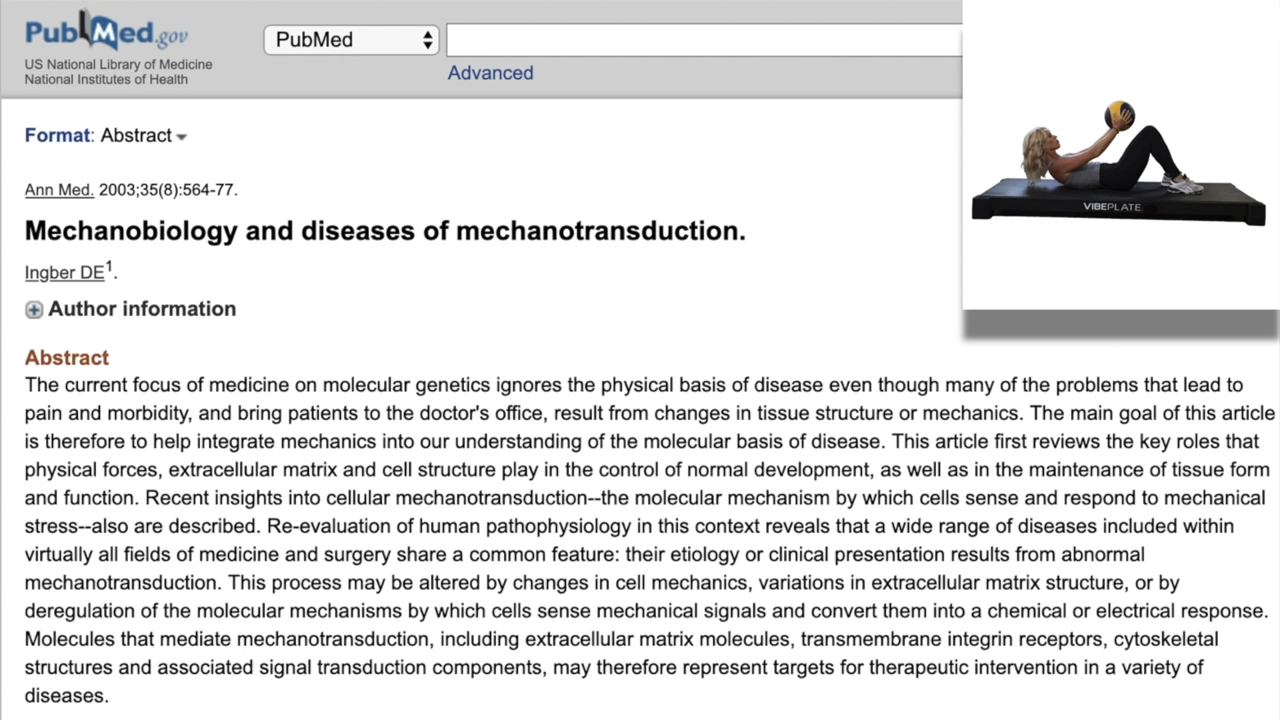 PubMed.gov
US National Library of Medicine
National Institutes of Health
PubMed
Advanced
Format: Abstract
Ann Med. 2003;35(8):564-77.
Mechanobiology and diseases of mechanotransduction.
Ingber DE1.
Author information
Abstract
The current focus of medicine on molecular genetics ignores the physical basis of disease even though many of the problems that lead to
pain and morbidity, and bring patients to the doctor's office, result from changes in tissue structure or mechanics. The main goal of this article
is therefore to help integrate mechanics into our understanding of the molecular basis of disease. This article first reviews the key roles that
physical forces, extracellular matrix and cell structure play in the control of normal development, as well as in the maintenance of tissue form
and function. Recent insights into cellular mechanotransduction--the molecular mechanism by which cells sense and respond to mechanical
stress--also are described. Re-evaluation of human pathophysiology in this context reveals that a wide range of diseases included within
virtually all fields of medicine and surgery share a common feature: their etiology or clinical presentation results from abnormal
mechanotransduction. This process may be altered by changes in cell mechanics, variations in extracellular matrix structure, or by
deregulation of the molecular mechanisms by which cells sense mechanical signals and convert them into a chemical or electrical response.
Molecules that mediate mechanotransduction, including extracellular matrix molecules, transmembrane integrin receptors, cytoskeletal
structures and associated signal transduction components, may therefore represent targets for therapeutic intervention in a variety of
diseases.
VIBEPLATE